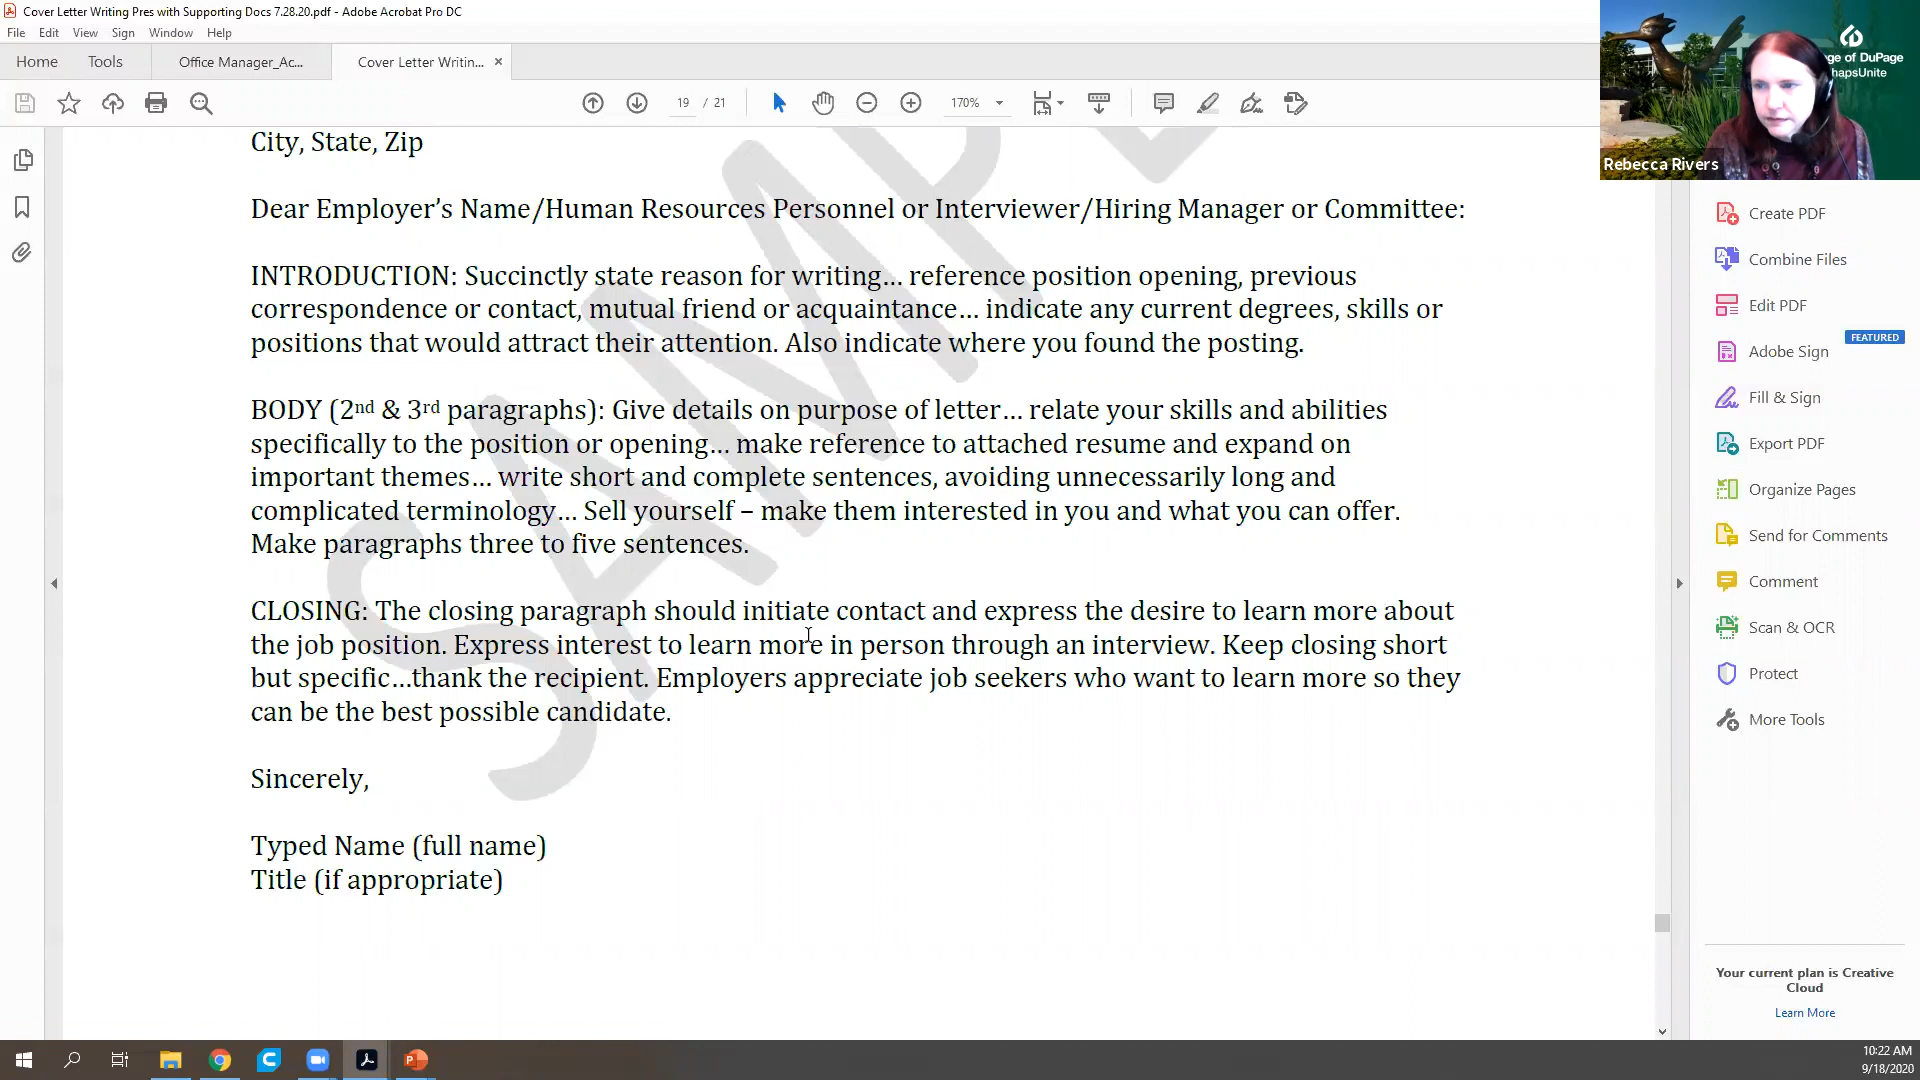 Cover Letter Writing Pres with Supporting Docs 7.28.20.pdf - Adobe Acrobat Pro DC
File Edit View Sign Window Help
Home Tools Office Manager_Ac... Cover Letter Writin... ×
19 / 21 170%
City, State, Zip
Dear Employer’s Name/Human Resources Personnel or Interviewer/Hiring Manager or Committee:
INTRODUCTION: Succinctly state reason for writing… reference position opening, previous
correspondence or contact, mutual friend or acquaintance… indicate any current degrees, skills or
positions that would attract their attention. Also indicate where you found the posting.
BODY (2nd & 3rd paragraphs): Give details on purpose of letter… relate your skills and abilities
specifically to the position or opening… make reference to attached resume and expand on
important themes… write short and complete sentences, avoiding unnecessarily long and
complicated terminology… Sell yourself – make them interested in you and what you can offer.
Make paragraphs three to five sentences.
CLOSING: The closing paragraph should initiate contact and express the desire to learn more about
the job position. Express interest to learn more in person through an interview. Keep closing short
but specific…thank the recipient. Employers appreciate job seekers who want to learn more so they
can be the best possible candidate.
Sincerely,
Typed Name (full name)
Title (if appropriate)
SAMPLE
ge of DuPage
hapsUnite
Rebecca Rivers
Create PDF
Combine Files
Edit PDF
FEATURED
Adobe Sign
Fill & Sign
Export PDF
Organize Pages
Send for Comments
Comment
Scan & OCR
Protect
More Tools
Your current plan is Creative
Cloud
Learn More
10:22 AM
9/18/2020